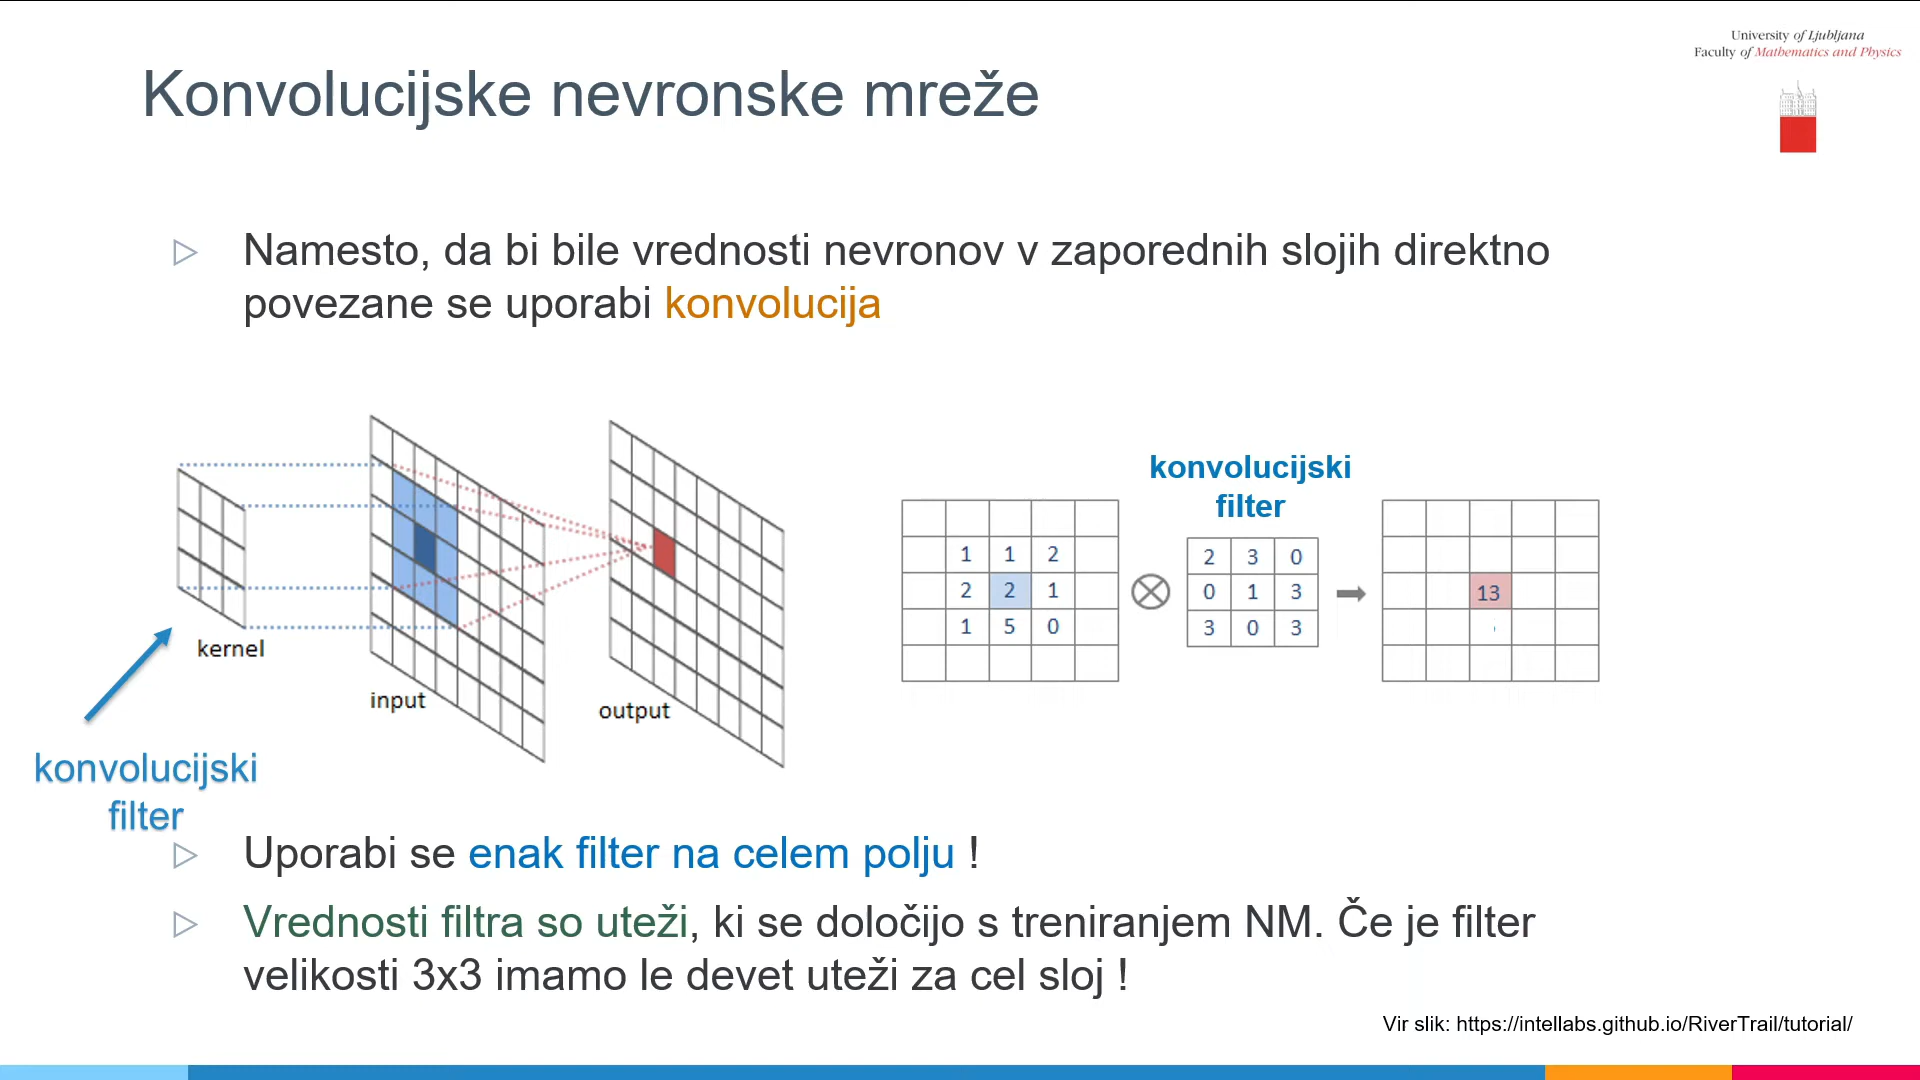 University of Ljubljana
Faculty of Mathematics and Physics
Konvolucijske nevronske mreže
Namesto, da bi bile vrednosti nevronov v zaporednih slojih direktno
povezane se uporabi konvolucija
kernel
input
output
konvolucijski
filter
konvolucijski
filter
1 1 2
2 2 1
1 5 0
2 3 0
0 1 3
3 0 3
13
Uporabi se enak filter na celem polju !
Vrednosti filtra so uteži, ki se določijo s treniranjem NM. Če je filter
velikosti 3x3 imamo le devet uteži za cel sloj !
Vir slik: https://intellabs.github.io/RiverTrail/tutorial/